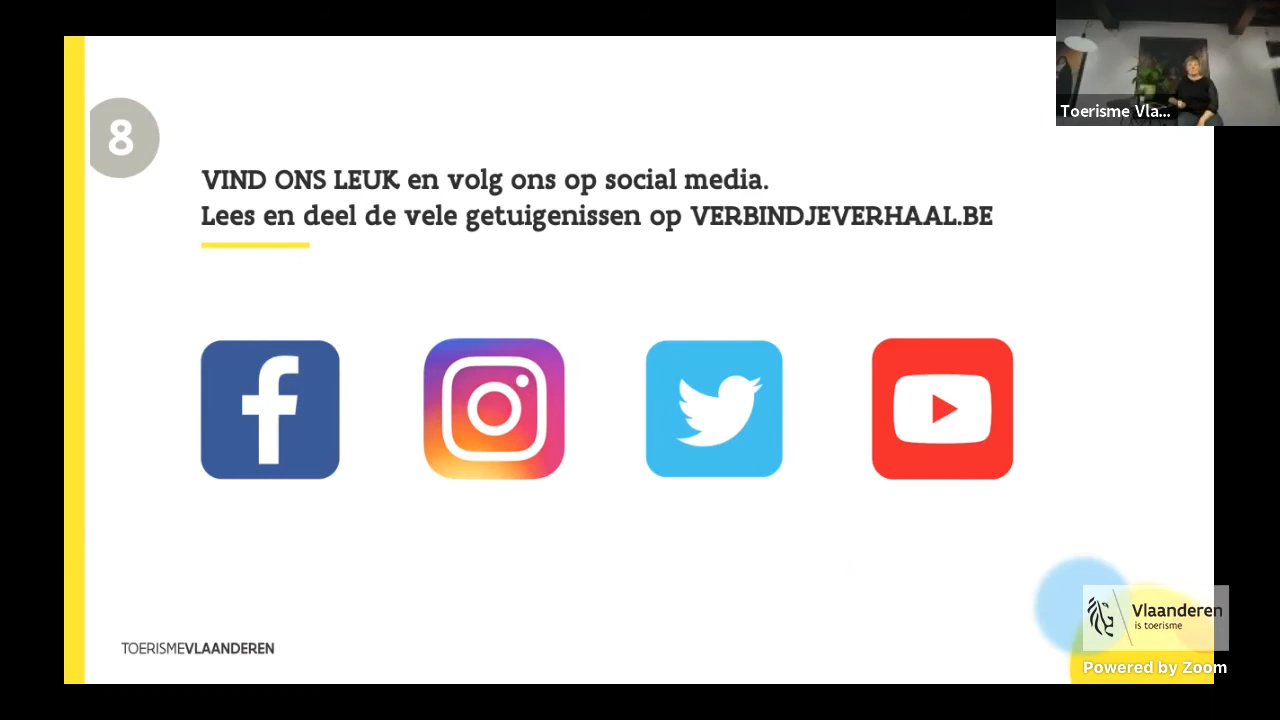 Toerisme Vla...
8
VIND ONS LEUK en volg ons op social media.
Lees en deel de vele getuigenissen op VERBINDJEVERHAAL.BE
TOERISMEVLAANDEREN
Vlaanderen
is toerisme
Powered by Zoom